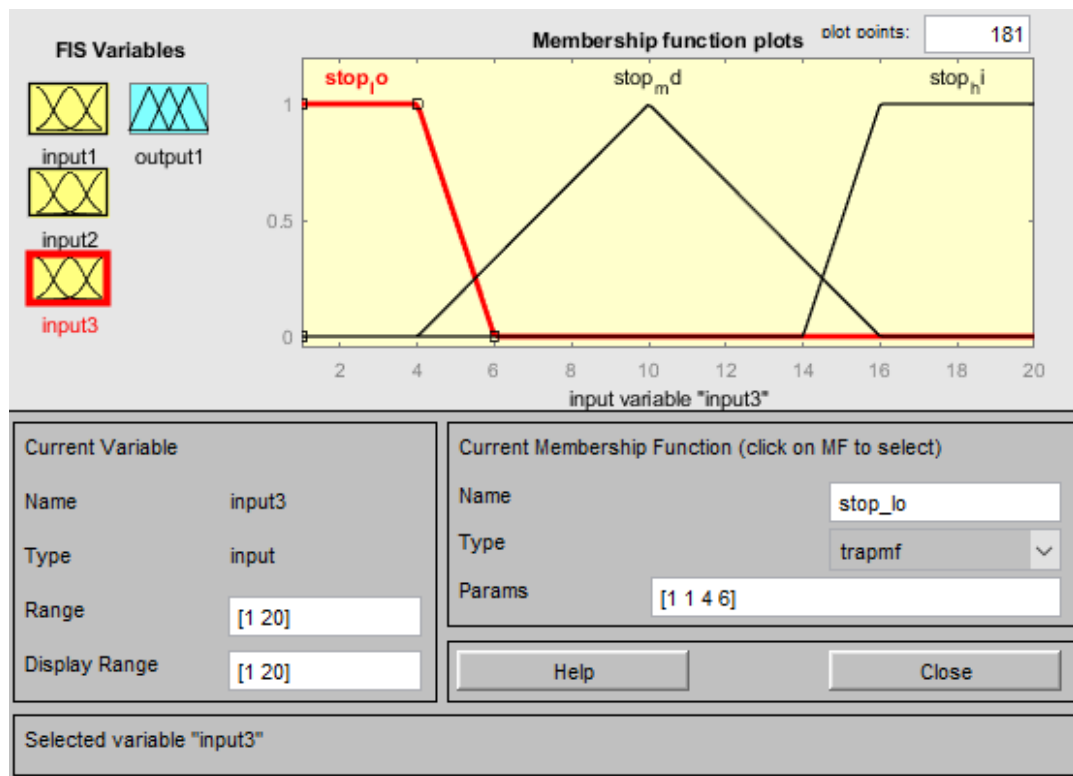 FIS Variables
input1
output1
input2
input3
Membership function plots
plot points:
181
stop_lo
stop_md
stop_hi
1
0.5
0
2 4 6 8 10 12 14 16 18 20
input variable "input3"
Current Variable
Name input3
Type input
Range [1 20]
Display Range [1 20]
Current Membership Function (click on MF to select)
Name stop_lo
Type trapmf
Params [1 1 4 6]
Help
Close
Selected variable "input3"